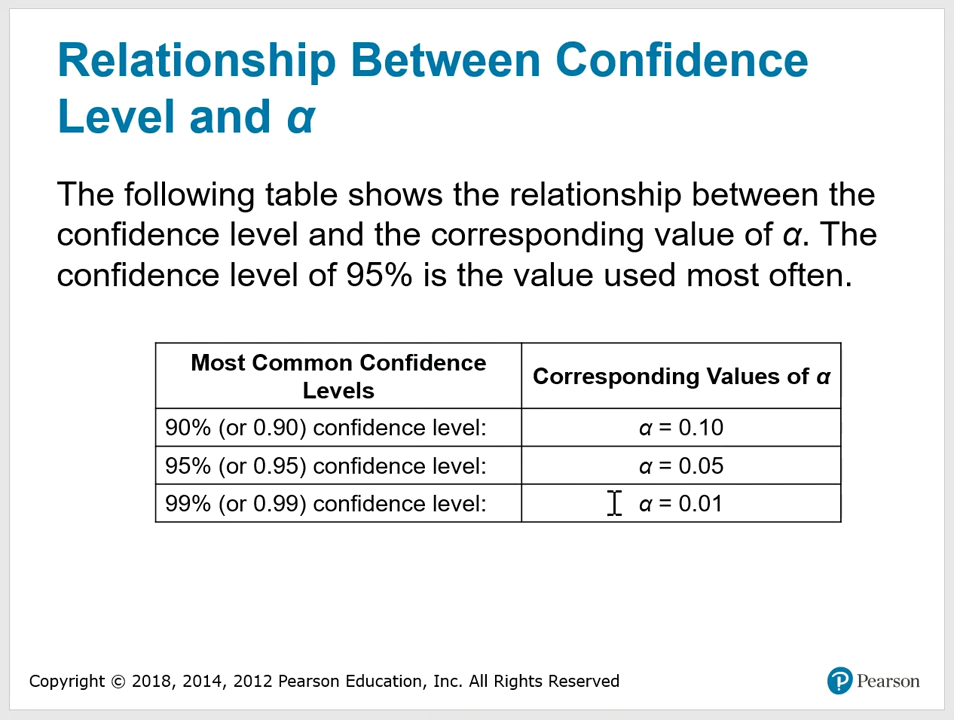 Relationship Between Confidence
Level and α
The following table shows the relationship between the
confidence level and the corresponding value of α. The
confidence level of 95% is the value used most often.
Most Common Confidence
Levels
Corresponding Values of α
90% (or 0.90) confidence level:
α = 0.10
95% (or 0.95) confidence level:
α = 0.05
99% (or 0.99) confidence level:
α = 0.01
Copyright © 2018, 2014, 2012 Pearson Education, Inc. All Rights Reserved
Pearson